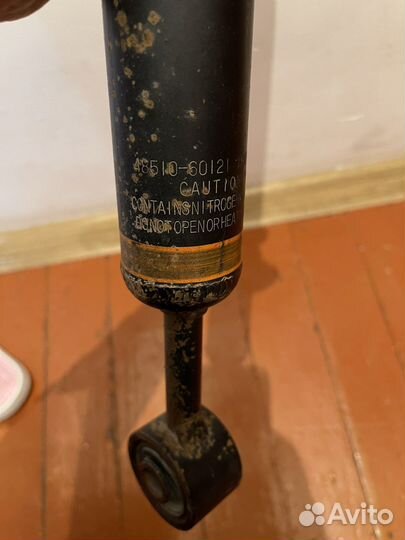 48510-60121
CAUTIO
CONTAINSNITROGE
DONOTOPENORHEA
Avito